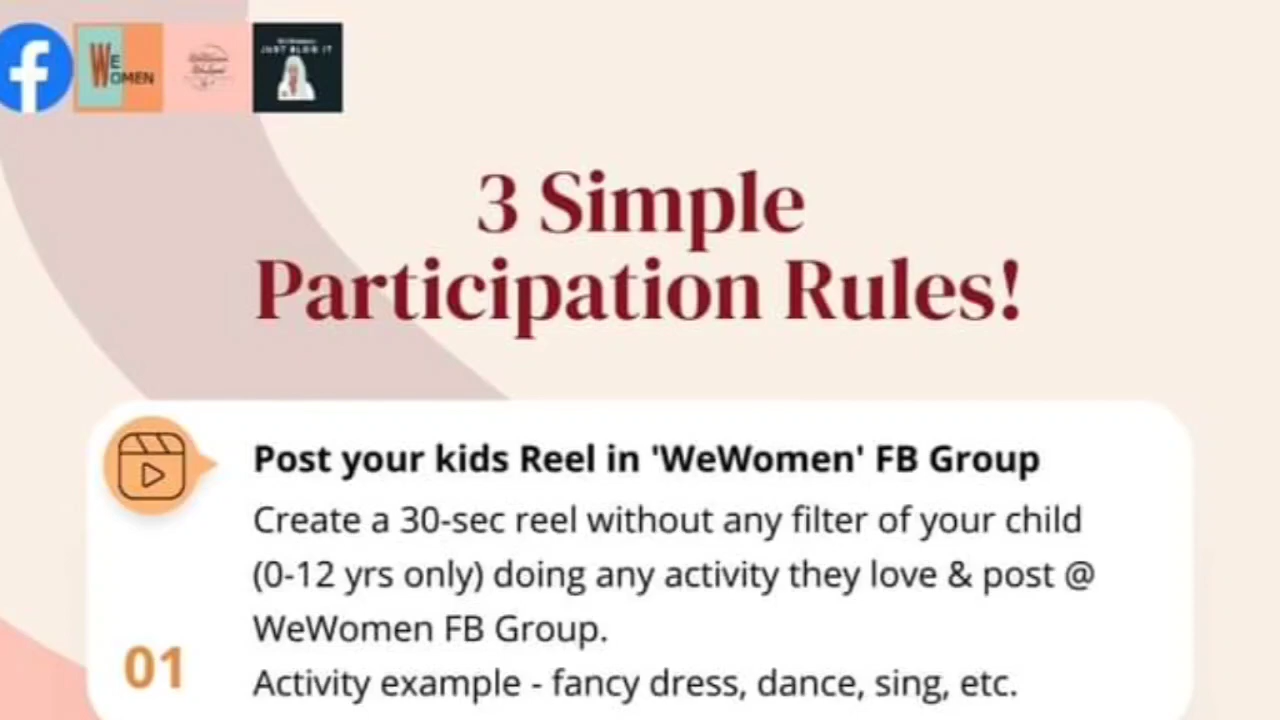 WE
OMEN
JUST BLOW IT
3 Simple
Participation Rules!
Post your kids Reel in 'WeWomen' FB Group
Create a 30-sec reel without any filter of your child
(0-12 yrs only) doing any activity they love & post @
WeWomen FB Group.
01
Activity example - fancy dress, dance, sing, etc.